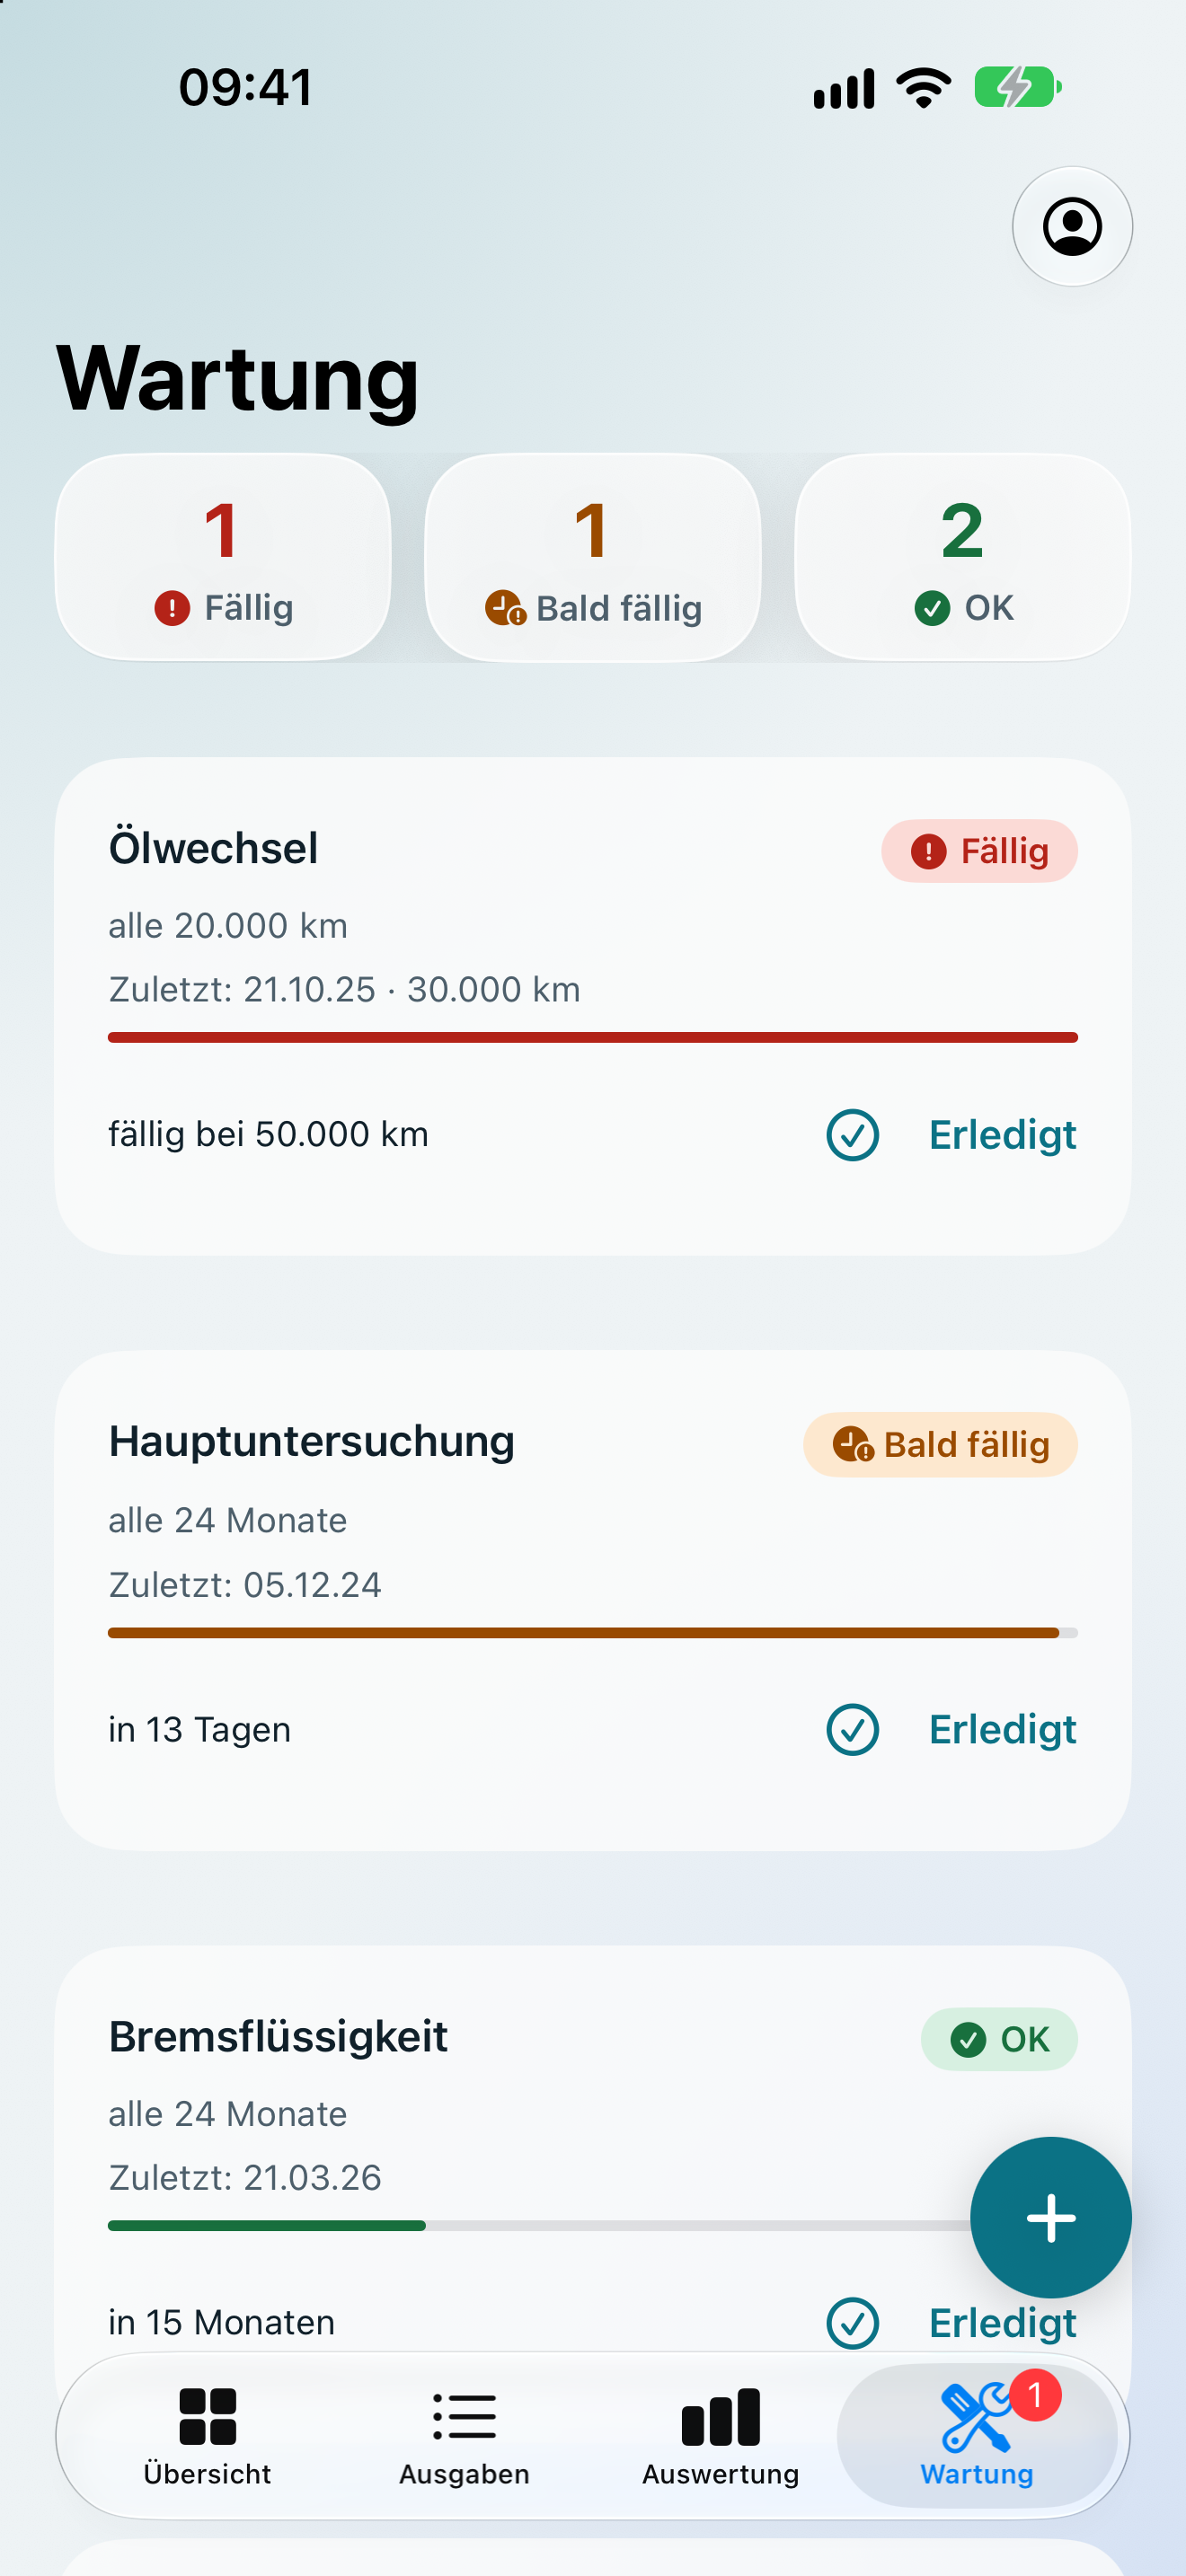 09:41
Wartung
1
1
2
Fällig
Bald fällig
OK
Ölwechsel
Fällig
alle 20.000 km
Zuletzt: 21.10.25 · 30.000 km
fällig bei 50.000 km
Erledigt
Hauptuntersuchung
Bald fällig
alle 24 Monate
Zuletzt: 05.12.24
in 13 Tagen
Erledigt
Bremsflüssigkeit
OK
alle 24 Monate
Zuletzt: 21.03.26
in 15 Monaten
Erledigt
1
Übersicht
Ausgaben
Auswertung
Wartung